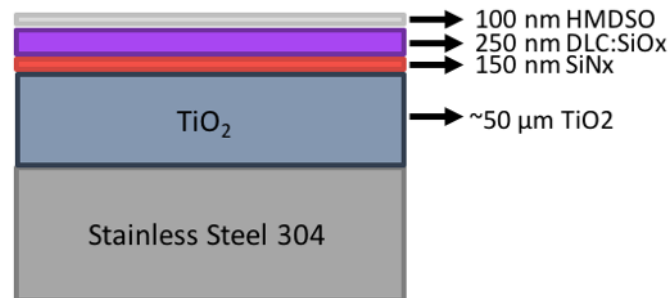 100 nm HMDSO
250 nm DLC:SiOx
150 nm SiNx
TiO₂
~50 µm TiO2
Stainless Steel 304